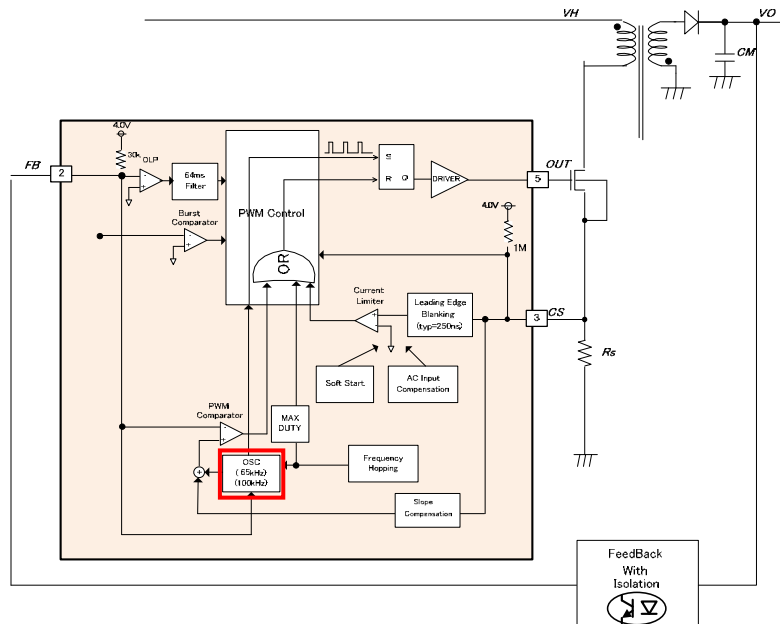 VH
VO
CM
4.0V
30k
OLP
FB
2
64ms
Filter
S
R Q
DRIVER
OUT
5
PWM Control
Burst
Comparator
4.0V
1M
OR
Current
Limiter
Leading Edge
Blanking
(typ=250ns)
3
CS
Rs
Soft Start
AC Input
Compensation
PWM
Comparator
MAX
DUTY
OSC
(65kHz)
(100kHz)
Frequency
Hopping
Slope
Compensation
FeedBack
With
Isolation